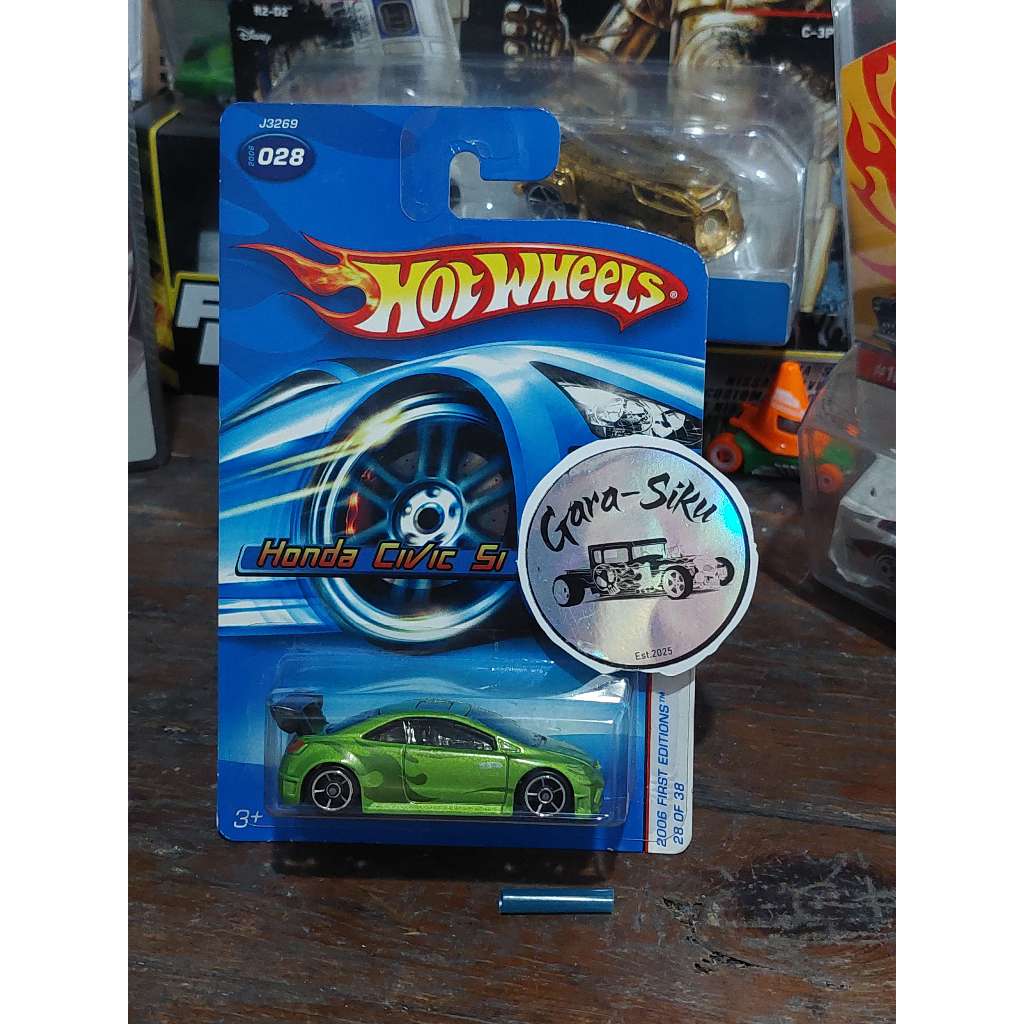 R2-D2
Disney
C-3P
J3269
2006
028
HOT WHEELS®
Gara-Siku
Honda Civic Si
Est.2025
2006 FIRST EDITIONS™
28 OF 38
3+